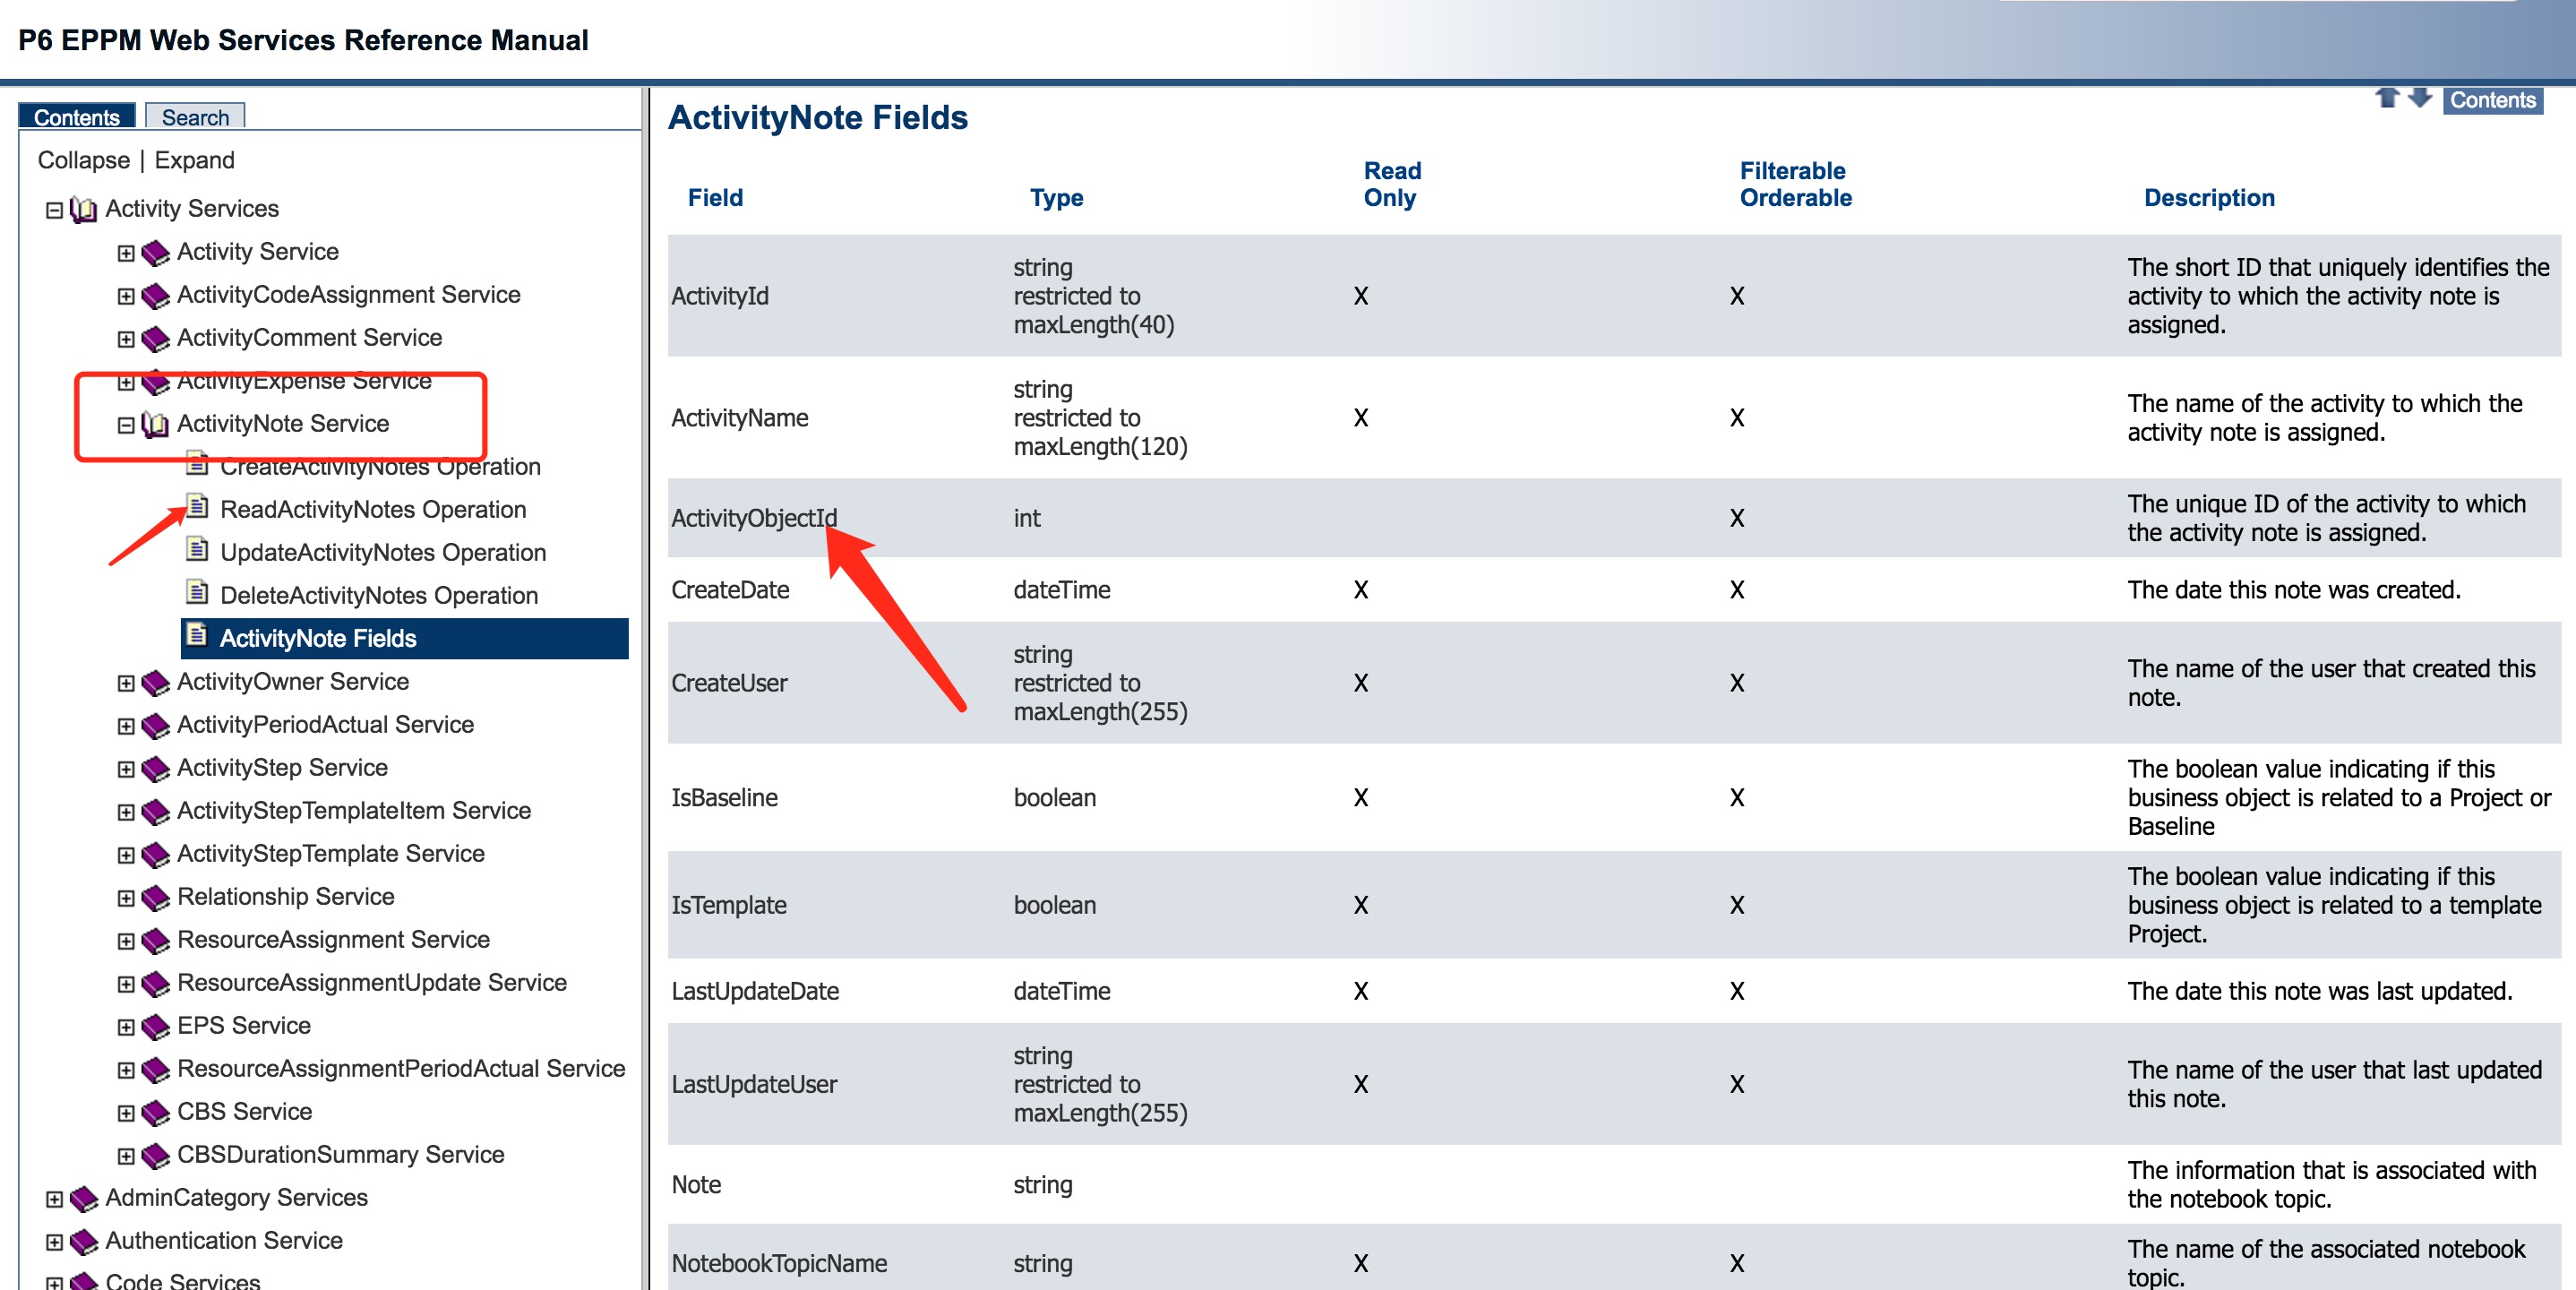 P6 EPPM Web Services Reference Manual
Contents
Search
Collapse | Expand
Activity Services
Activity Service
ActivityCodeAssignment Service
ActivityComment Service
ActivityExpense Service
ActivityNote Service
CreateActivityNotes Operation
ReadActivityNotes Operation
UpdateActivityNotes Operation
DeleteActivityNotes Operation
ActivityNote Fields
ActivityOwner Service
ActivityPeriodActual Service
ActivityStep Service
ActivityStepTemplateItem Service
ActivityStepTemplate Service
Relationship Service
ResourceAssignment Service
ResourceAssignmentUpdate Service
EPS Service
ResourceAssignmentPeriodActual Service
CBS Service
CBSDurationSummary Service
AdminCategory Services
Authentication Service
Code Services
Contents
ActivityNote Fields
Field
Type
Read
Only
Filterable
Orderable
Description
ActivityId
string
restricted to
maxLength(40)
X
X
The short ID that uniquely identifies the
activity to which the activity note is
assigned.
ActivityName
string
restricted to
maxLength(120)
X
X
The name of the activity to which the
activity note is assigned.
ActivityObjectId
int
X
The unique ID of the activity to which
the activity note is assigned.
CreateDate
dateTime
X
X
The date this note was created.
CreateUser
string
restricted to
maxLength(255)
X
X
The name of the user that created this
note.
IsBaseline
boolean
X
X
The boolean value indicating if this
business object is related to a Project or
Baseline
IsTemplate
boolean
X
X
The boolean value indicating if this
business object is related to a template
Project.
LastUpdateDate
dateTime
X
X
The date this note was last updated.
LastUpdateUser
string
restricted to
maxLength(255)
X
X
The name of the user that last updated
this note.
Note
string
The information that is associated with
the notebook topic.
NotebookTopicName
string
X
X
The name of the associated notebook
topic.